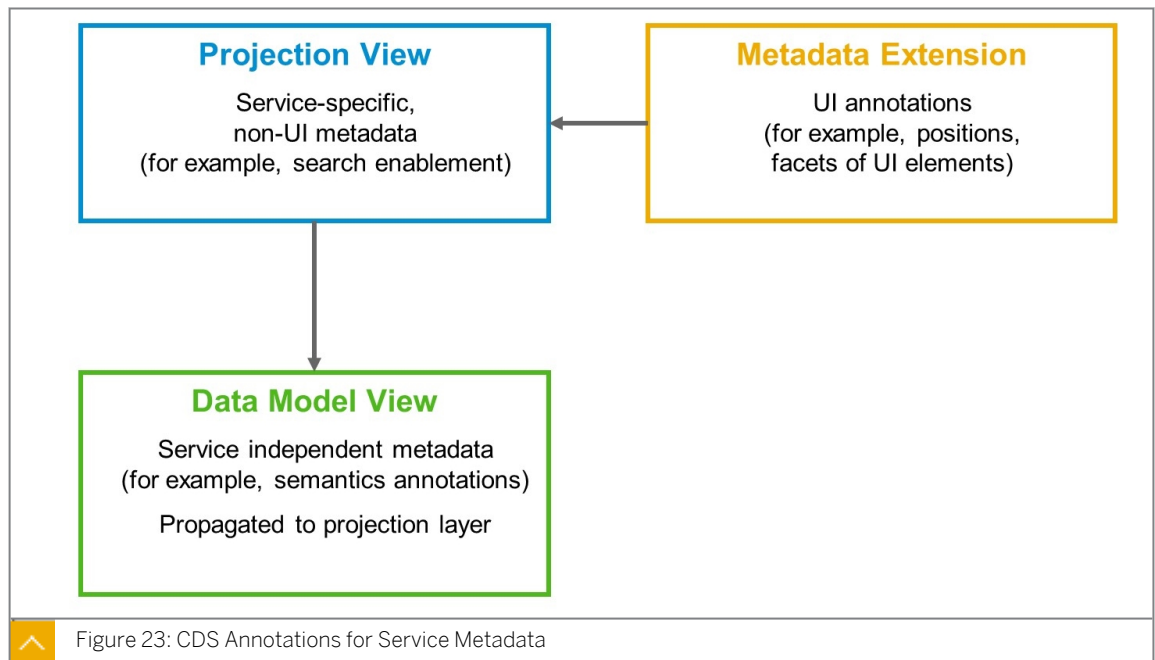 Projection View
Service-specific,
non-UI metadata
(for example, search enablement)
Metadata Extension
UI annotations
(for example, positions,
facets of UI elements)
Data Model View
Service independent metadata
(for example, semantics annotations)
Propagated to projection layer
Figure 23: CDS Annotations for Service Metadata